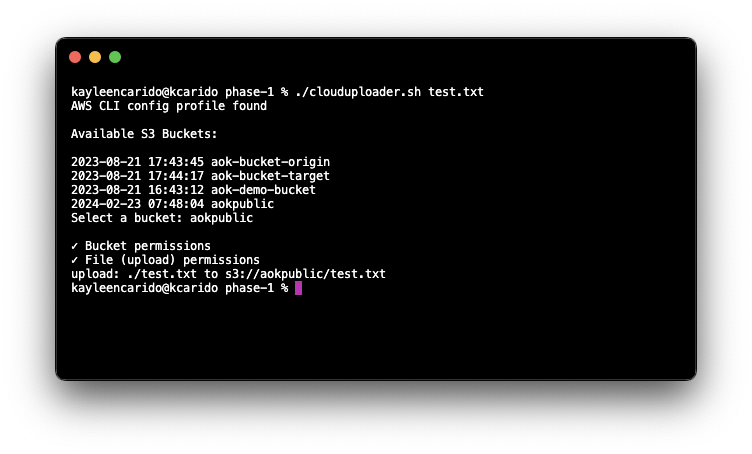 kayleencarido@kcarido phase-1 % ./clouduploader.sh test.txt
AWS CLI config profile found
Available S3 Buckets:
2023-08-21 17:43:45 aok-bucket-origin
2023-08-21 17:44:17 aok-bucket-target
2023-08-21 16:43:12 aok-demo-bucket
2024-02-23 07:48:04 aokpublic
Select a bucket: aokpublic
✓ Bucket permissions
✓ File (upload) permissions
upload: ./test.txt to s3://aokpublic/test.txt
kayleencarido@kcarido phase-1 %